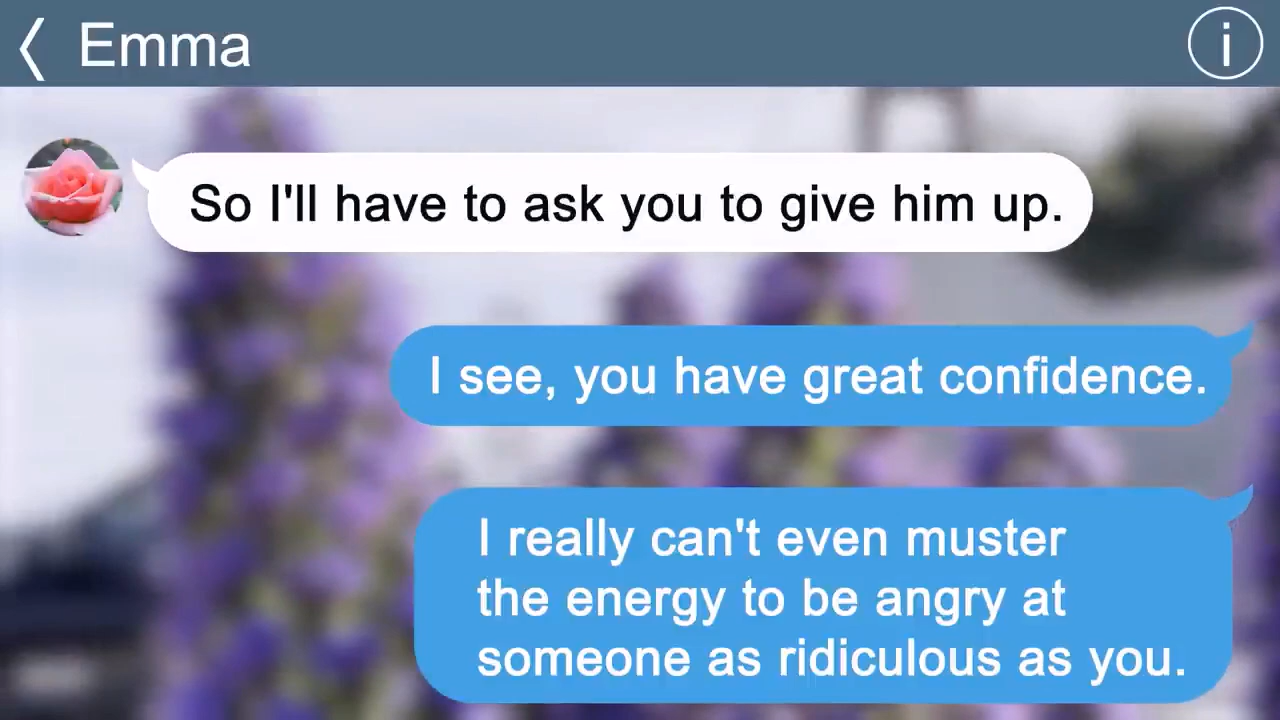 Emma
i
So I'll have to ask you to give him up.
I see, you have great confidence.
I really can't even muster
the energy to be angry at
someone as ridiculous as you.